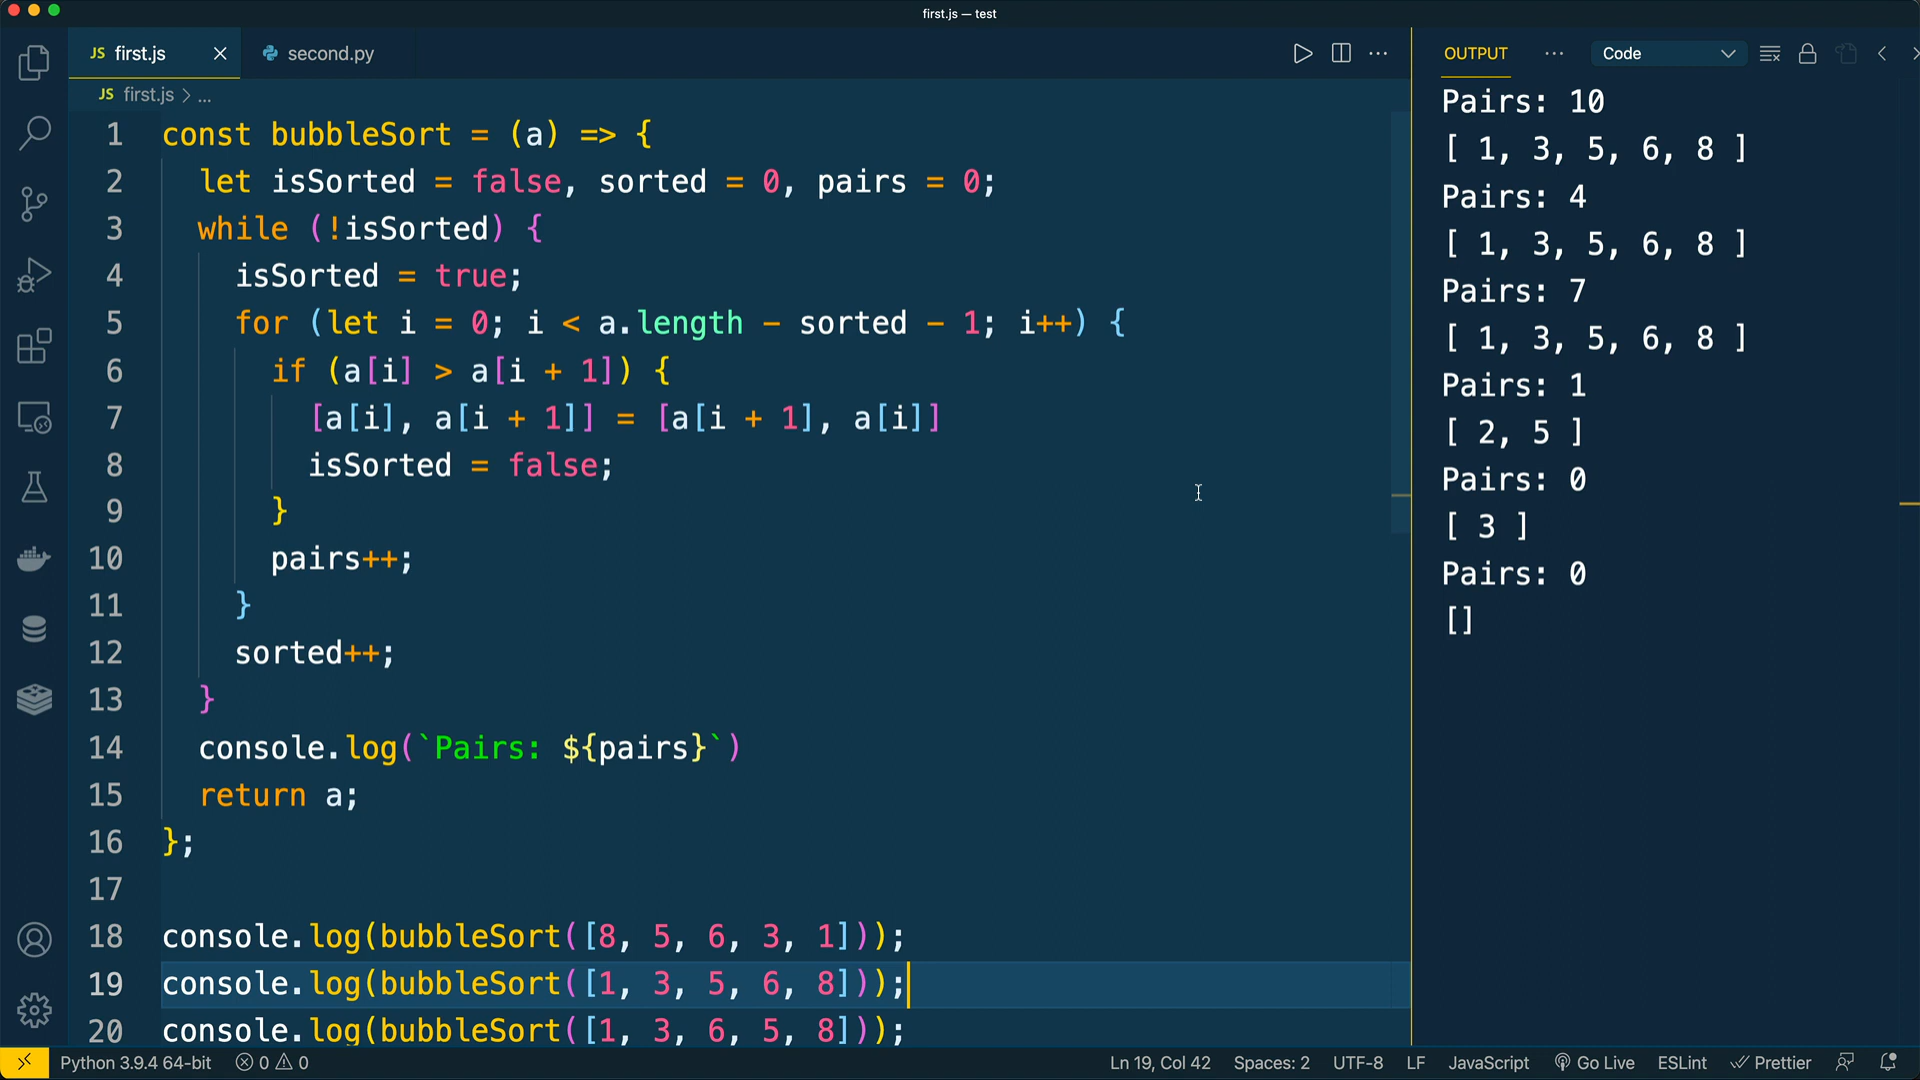 first.js — test
JS first.js
second.py
OUTPUT
Code
JS first.js > ...
1 const bubbleSort = (a) => {
2 let isSorted = false, sorted = 0, pairs = 0;
3 while (!isSorted) {
4 isSorted = true;
5 for (let i = 0; i < a.length - sorted - 1; i++) {
6 if (a[i] > a[i + 1]) {
7 [a[i], a[i + 1]] = [a[i + 1], a[i]]
8 isSorted = false;
9 }
10 pairs++;
11 }
12 sorted++;
13 }
14 console.log(`Pairs: ${pairs}`)
15 return a;
16 };
17
18 console.log(bubbleSort([8, 5, 6, 3, 1]));
19 console.log(bubbleSort([1, 3, 5, 6, 8]));
20 console.log(bubbleSort([1, 3, 6, 5, 8]));
Pairs: 10
[ 1, 3, 5, 6, 8 ]
Pairs: 4
[ 1, 3, 5, 6, 8 ]
Pairs: 7
[ 1, 3, 5, 6, 8 ]
Pairs: 1
[ 2, 5 ]
Pairs: 0
[ 3 ]
Pairs: 0
[]
Python 3.9.4 64-bit 0 0 Ln 19, Col 42 Spaces: 2 UTF-8 LF JavaScript Go Live ESLint Prettier